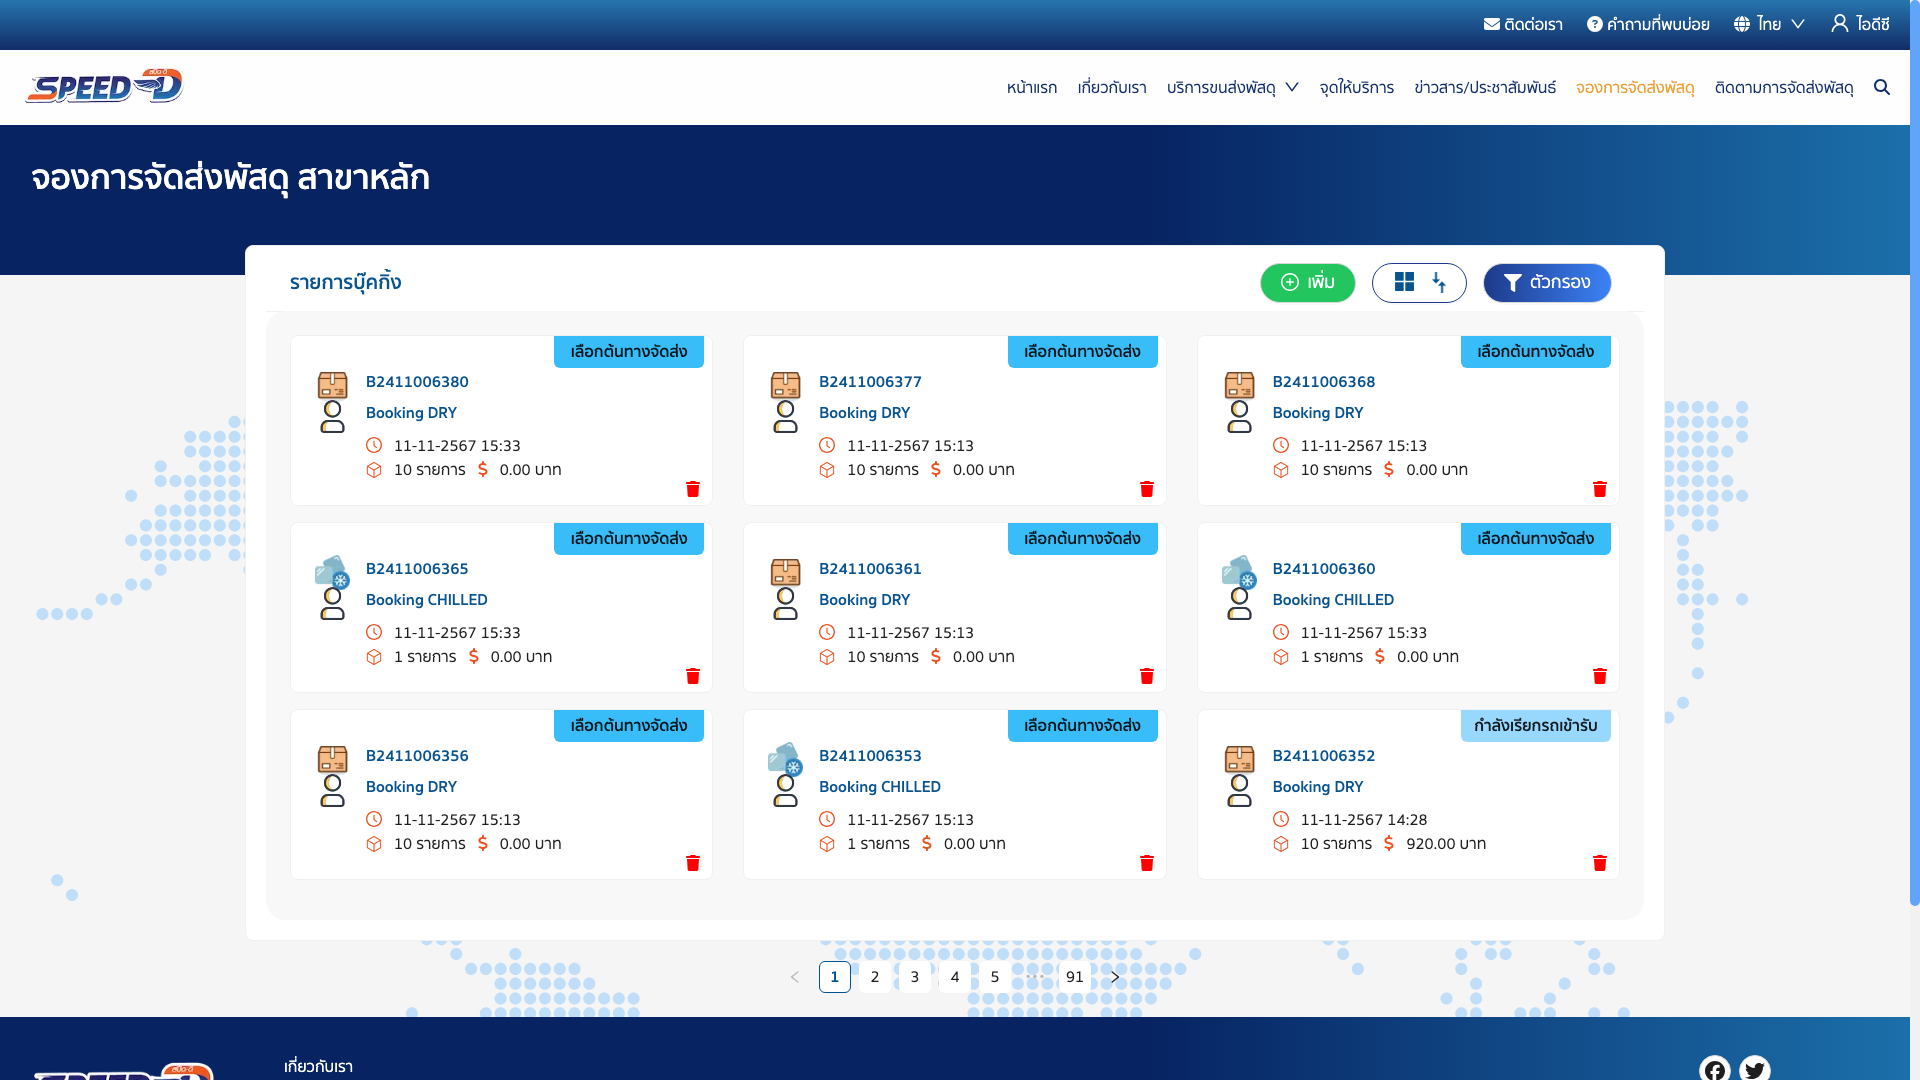 ติดต่อเรา คำถามที่พบบ่อย ไทย ไอดีซี
SPEED-D สปีด-ดี
หน้าแรก เกี่ยวกับเรา บริการขนส่งพัสดุ จุดให้บริการ ข่าวสาร/ประชาสัมพันธ์ จองการจัดส่งพัสดุ ติดตามการจัดส่งพัสดุ
จองการจัดส่งพัสดุ สาขาหลัก
รายการบุ๊คกิ้ง เพิ่ม ตัวกรอง
เลือกต้นทางจัดส่ง
B2411006380
Booking DRY
11-11-2567 15:33
10 รายการ $ 0.00 บาท
เลือกต้นทางจัดส่ง
B2411006377
Booking DRY
11-11-2567 15:13
10 รายการ $ 0.00 บาท
เลือกต้นทางจัดส่ง
B2411006368
Booking DRY
11-11-2567 15:13
10 รายการ $ 0.00 บาท
เลือกต้นทางจัดส่ง
B2411006365
Booking CHILLED
11-11-2567 15:33
1 รายการ $ 0.00 บาท
เลือกต้นทางจัดส่ง
B2411006361
Booking DRY
11-11-2567 15:13
10 รายการ $ 0.00 บาท
เลือกต้นทางจัดส่ง
B2411006360
Booking CHILLED
11-11-2567 15:33
1 รายการ $ 0.00 บาท
เลือกต้นทางจัดส่ง
B2411006356
Booking DRY
11-11-2567 15:13
10 รายการ $ 0.00 บาท
เลือกต้นทางจัดส่ง
B2411006353
Booking CHILLED
11-11-2567 15:13
1 รายการ $ 0.00 บาท
กำลังเรียกรถเข้ารับ
B2411006352
Booking DRY
11-11-2567 14:28
10 รายการ $ 920.00 บาท
< 1 2 3 4 5 ••• 91 >
เกี่ยวกับเรา